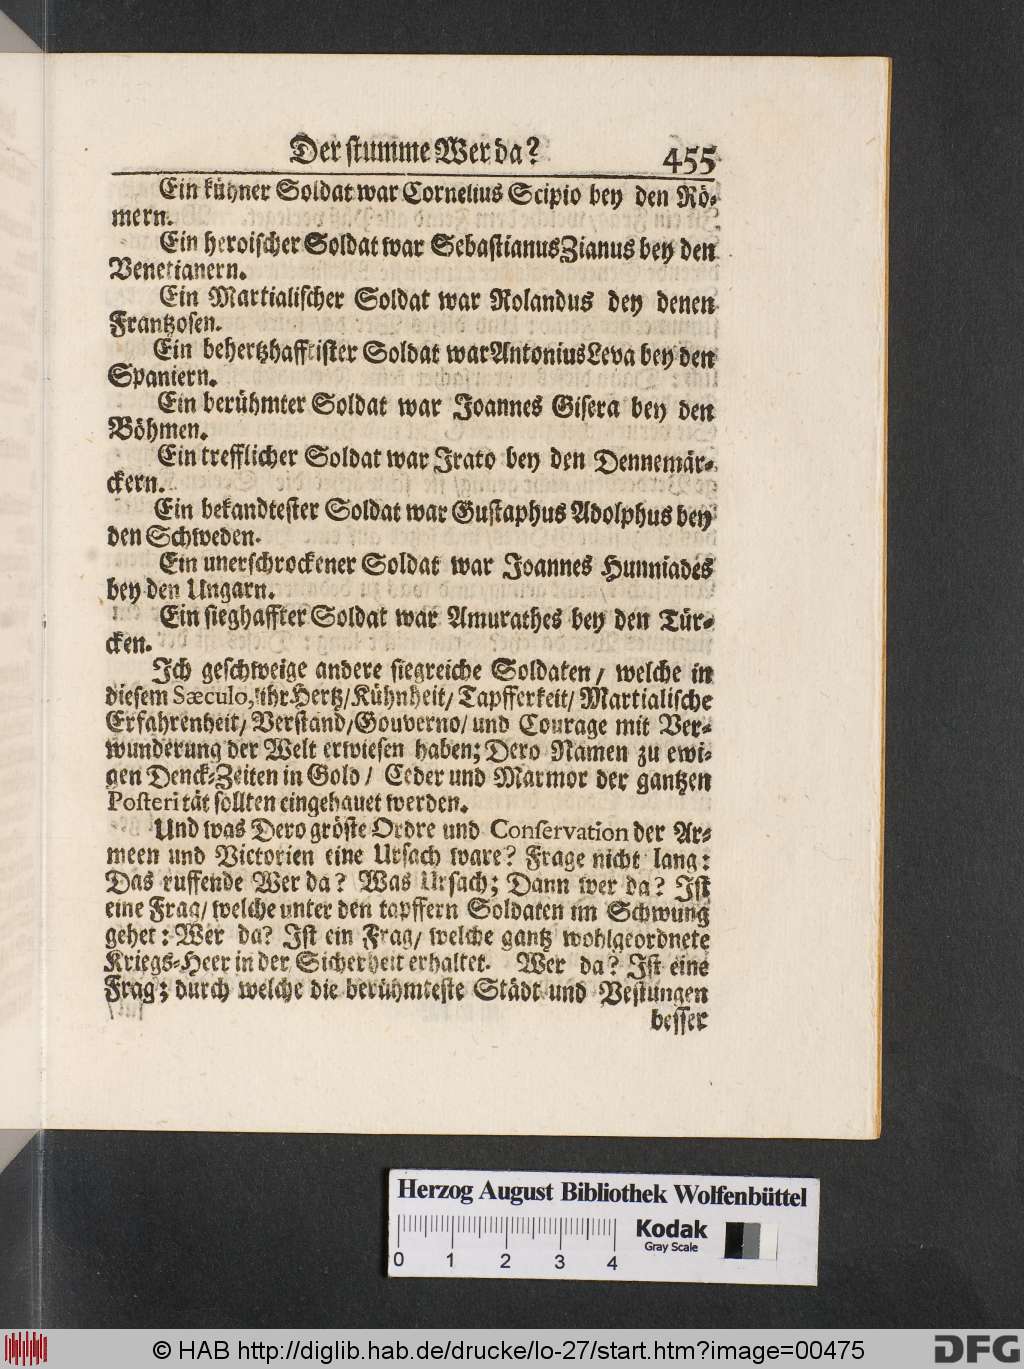 Der stumme Wer da? 455
Ein kühner Soldat war Cornelius Scipio bey den Rö-
mern.
Ein heroischer Soldat war Sebastianus Zianus bey den
Venetianern.
Ein Martialischer Soldat war Rolandus dey denen
Frantzosen.
Ein behertzhafftister Soldat war Antonius Leva bey den
Spaniern.
Ein berühmter Soldat war Joannes Gisera bey den
Böhmen.
Ein trefflicher Soldat war Irato bey den Dennemär-
ckern.
Ein bekandtester Soldat war Gustaphus Adolphus bey
den Schweden.
Ein unerschrockener Soldat war Joannes Hunniades
bey den Ungarn.
Ein sieghaffter Soldat war Amurathes bey den Tür-
cken.
Ich geschweige andere siegreiche Soldaten / welche in
diesem Sæculo, ihr Hertz/ Kühnheit/ Tapfferkeit/ Martialische
Erfahrenheit/ Verstand/ Gouverno/ und Courage mit Ver-
wunderung der Welt erwiesen haben; Dero Namen zu ewi-
gen Denck-Zeiten in Gold / Ceder und Marmor der gantzen
Posterität sollten eingehauet werden.
Und was Dero gröste Ordre und Conservation der Ar-
meen und Victorien eine Ursach ware? Frage nicht lang:
Das ruffende Wer da? Was Ursach; Dann wer da? Ist
eine Frag/ welche unter den tapffern Soldaten im Schwung
gehet: Wer da? Ist ein Frag/ welche gantz wohlgeordnete
Kriegs-Heer in der Sicherheit erhaltet. Wer da? Ist eine
Frag; durch welche die berühmteste Städt und Vestungen
besser
Herzog August Bibliothek Wolfenbüttel
Kodak
Gray Scale
0 1 2 3 4
© HAB http://diglib.hab.de/drucke/lo-27/start.htm?image=00475
DFG